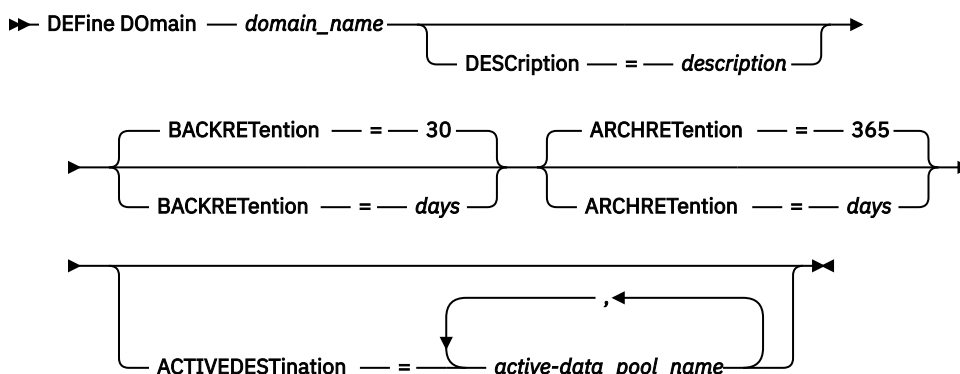 DEFine DOmain — domain_name
DESCription — = — description
BACKRETention — = — 30
ARCHRETention — = — 365
BACKRETention — = — days
ARCHRETention — = — days
,
ACTIVEDESTination — = — active-data_pool_name